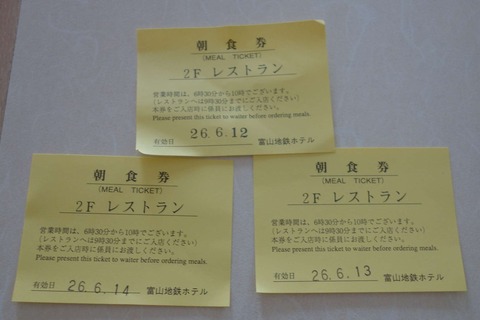 朝食券
(MEAL TICKET)
2F レストラン
営業時間は、6時30分から10時でございます。
(レストランへは9時30分までにご入店ください)
本券をご入店時に係員にお渡しください。
Please present this ticket to waiter before ordering meals.
有効日 26.6.12 富山地鉄ホテル
朝食券
(MEAL TICKET)
2F レストラン
営業時間は、6時30分から10時でございます。
(レストランへは9時30分までにご入店ください)
本券をご入店時に係員にお渡しください。
Please present this ticket to waiter before ordering meals.
有効日 26.6.14 富山地鉄ホテル
朝食券
(MEAL TICKET)
2F レストラン
営業時間は、6時30分から10時でございます。
(レストランへは9時30分までにご入店ください)
本券をご入店時に係員にお渡しください。
Please present this ticket to waiter before ordering meals.
有効日 26.6.13 富山地鉄ホテル